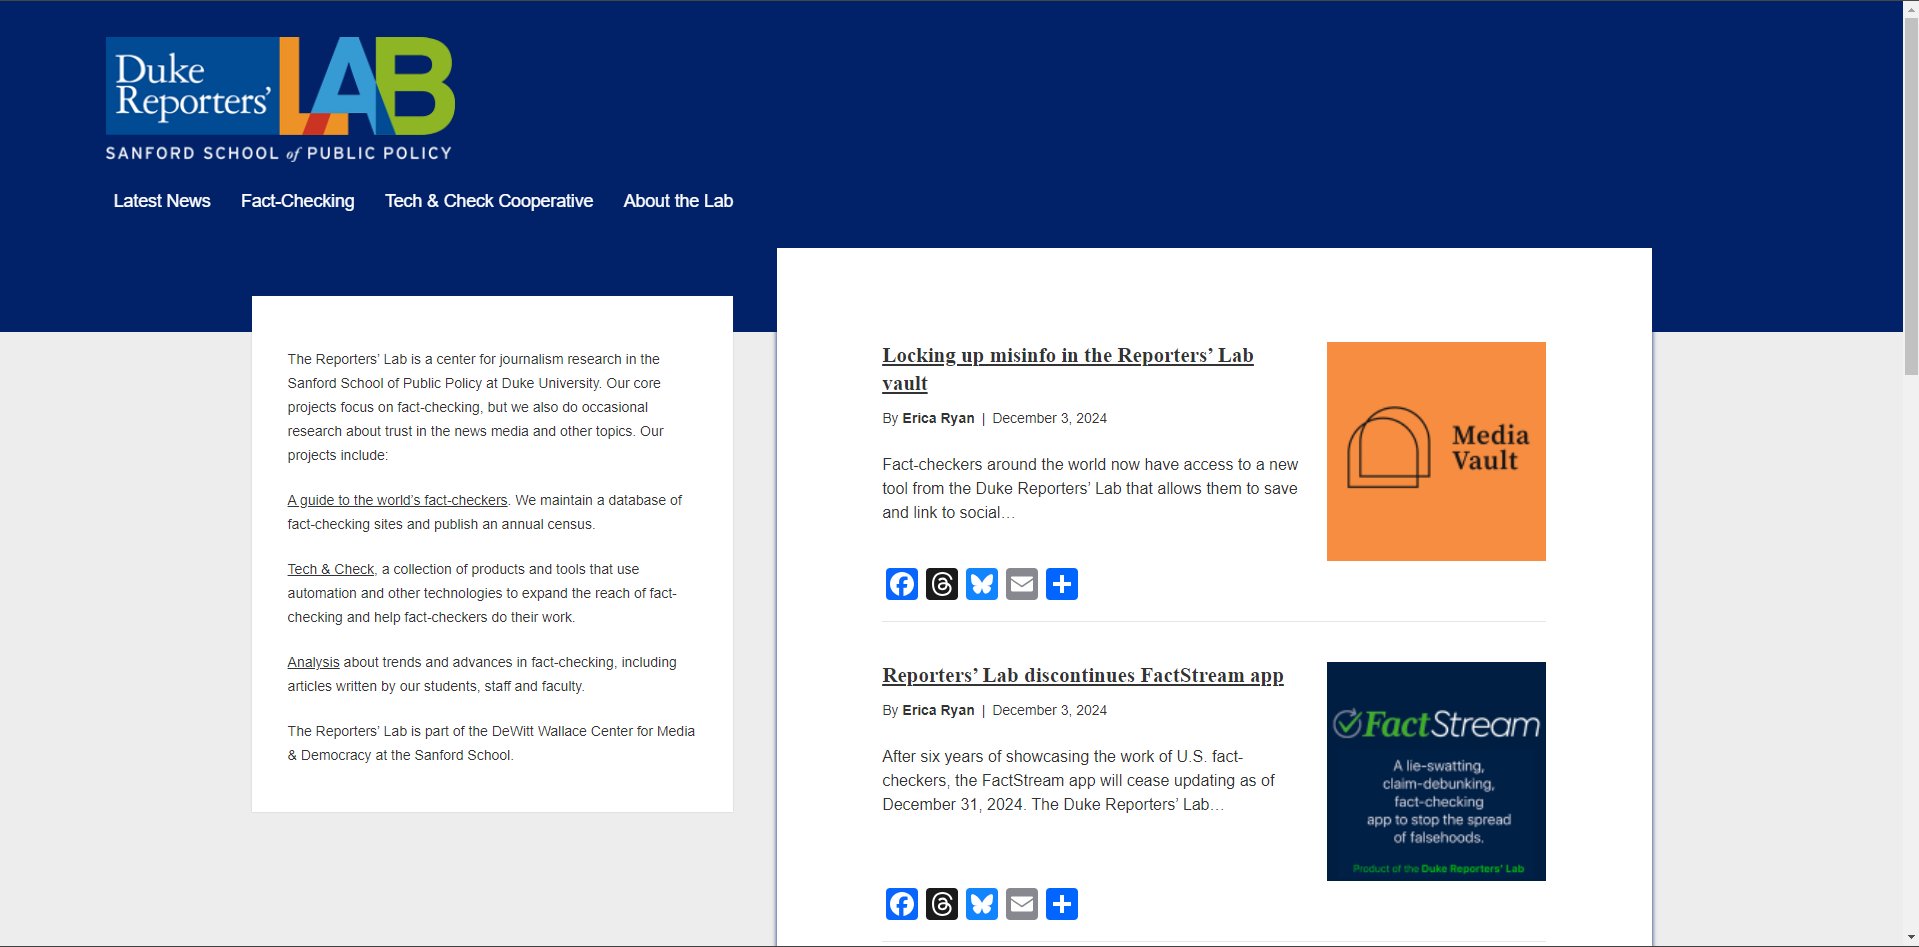 Duke
Reporters’
LAB
SANFORD SCHOOL of PUBLIC POLICY
Latest News
Fact-Checking
Tech & Check Cooperative
About the Lab
The Reporters’ Lab is a center for journalism research in the
Sanford School of Public Policy at Duke University. Our core
projects focus on fact-checking, but we also do occasional
research about trust in the news media and other topics. Our
projects include:
A guide to the world’s fact-checkers. We maintain a database of
fact-checking sites and publish an annual census.
Tech & Check, a collection of products and tools that use
automation and other technologies to expand the reach of fact-
checking and help fact-checkers do their work.
Analysis about trends and advances in fact-checking, including
articles written by our students, staff and faculty.
The Reporters’ Lab is part of the DeWitt Wallace Center for Media
& Democracy at the Sanford School.
Locking up misinfo in the Reporters’ Lab
vault
By Erica Ryan | December 3, 2024
Fact-checkers around the world now have access to a new
tool from the Duke Reporters’ Lab that allows them to save
and link to social…
Media
Vault
Reporters’ Lab discontinues FactStream app
By Erica Ryan | December 3, 2024
After six years of showcasing the work of U.S. fact-
checkers, the FactStream app will cease updating as of
December 31, 2024. The Duke Reporters’ Lab…
FactStream
A lie-swatting,
claim-debunking,
fact-checking
app to stop the spread
of falsehoods.
Product of the Duke Reporters’ Lab